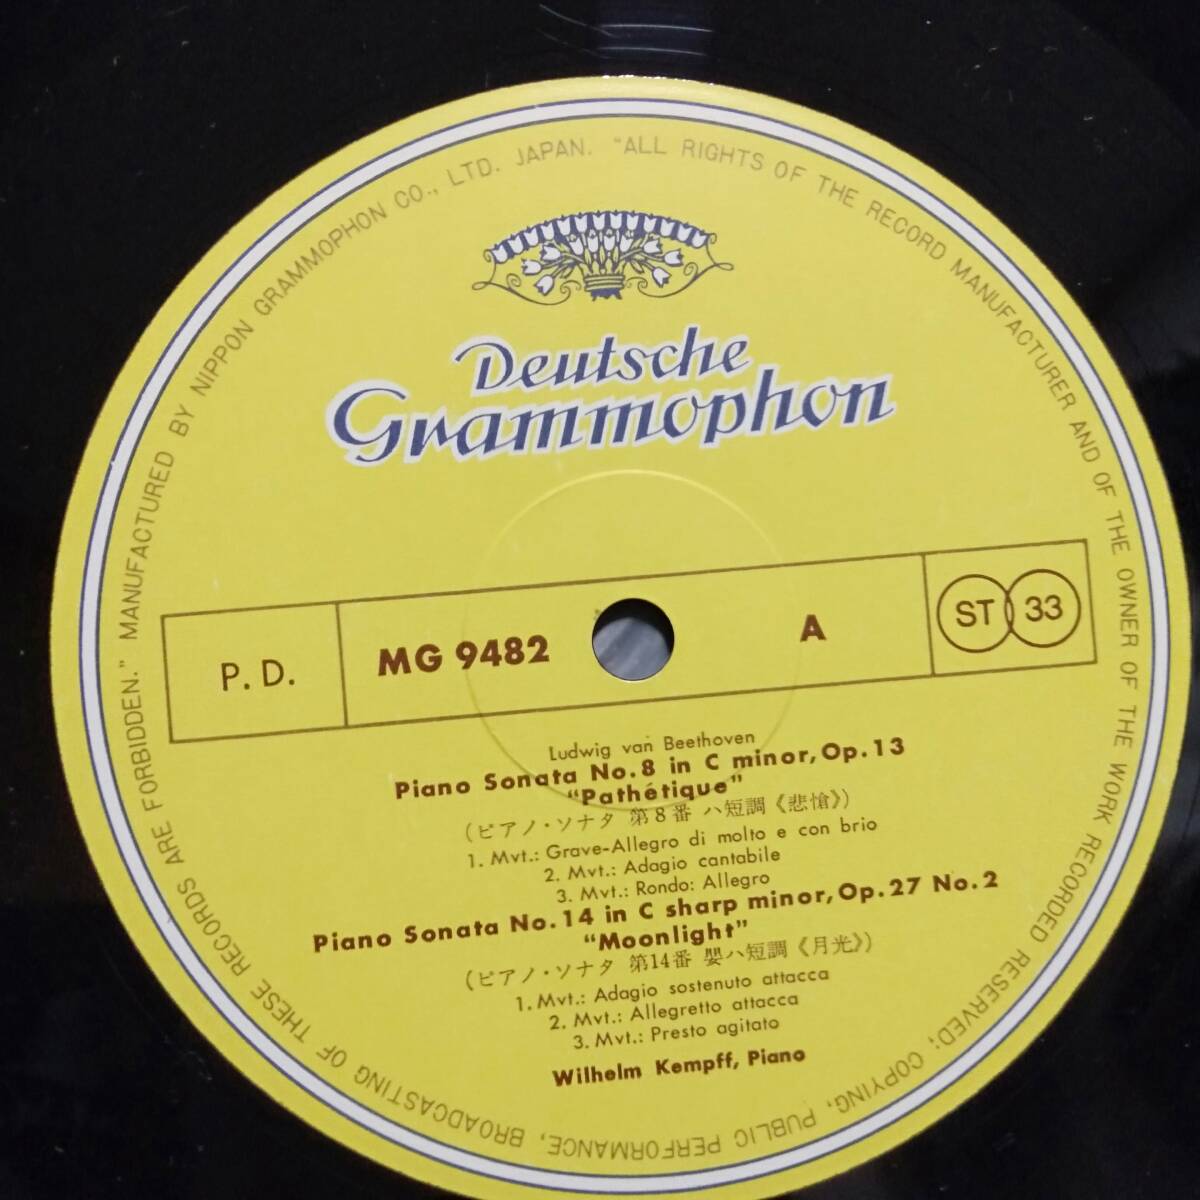 MANUFACTURED BY NIPPON GRAMMOPHON CO., LTD. JAPAN. "ALL RIGHTS OF THE RECORD MANUFACTURER AND OF THE OWNER OF THE WORK RECORDED RESERVED; COPYING, PUBLIC PERFORMANCE, BROADCASTING OF THESE RECORDS ARE FORBIDDEN."
Deutsche
Grammophon
P.D. MG 9482 A ST 33
Ludwig van Beethoven
Piano Sonata No.8 in C minor, Op.13
"Pathétique"
(ピアノ・ソナタ 第8番 ハ短調《悲愴》)
1. Mvt.: Grave-Allegro di molto e con brio
2. Mvt.: Adagio cantabile
3. Mvt.: Rondo: Allegro
Piano Sonata No.14 in C sharp minor, Op.27 No.2
"Moonlight"
(ピアノ・ソナタ 第14番 嬰ハ短調《月光》)
1. Mvt.: Adagio sostenuto attacca
2. Mvt.: Allegretto attacca
3. Mvt.: Presto agitato
Wilhelm Kempff, Piano